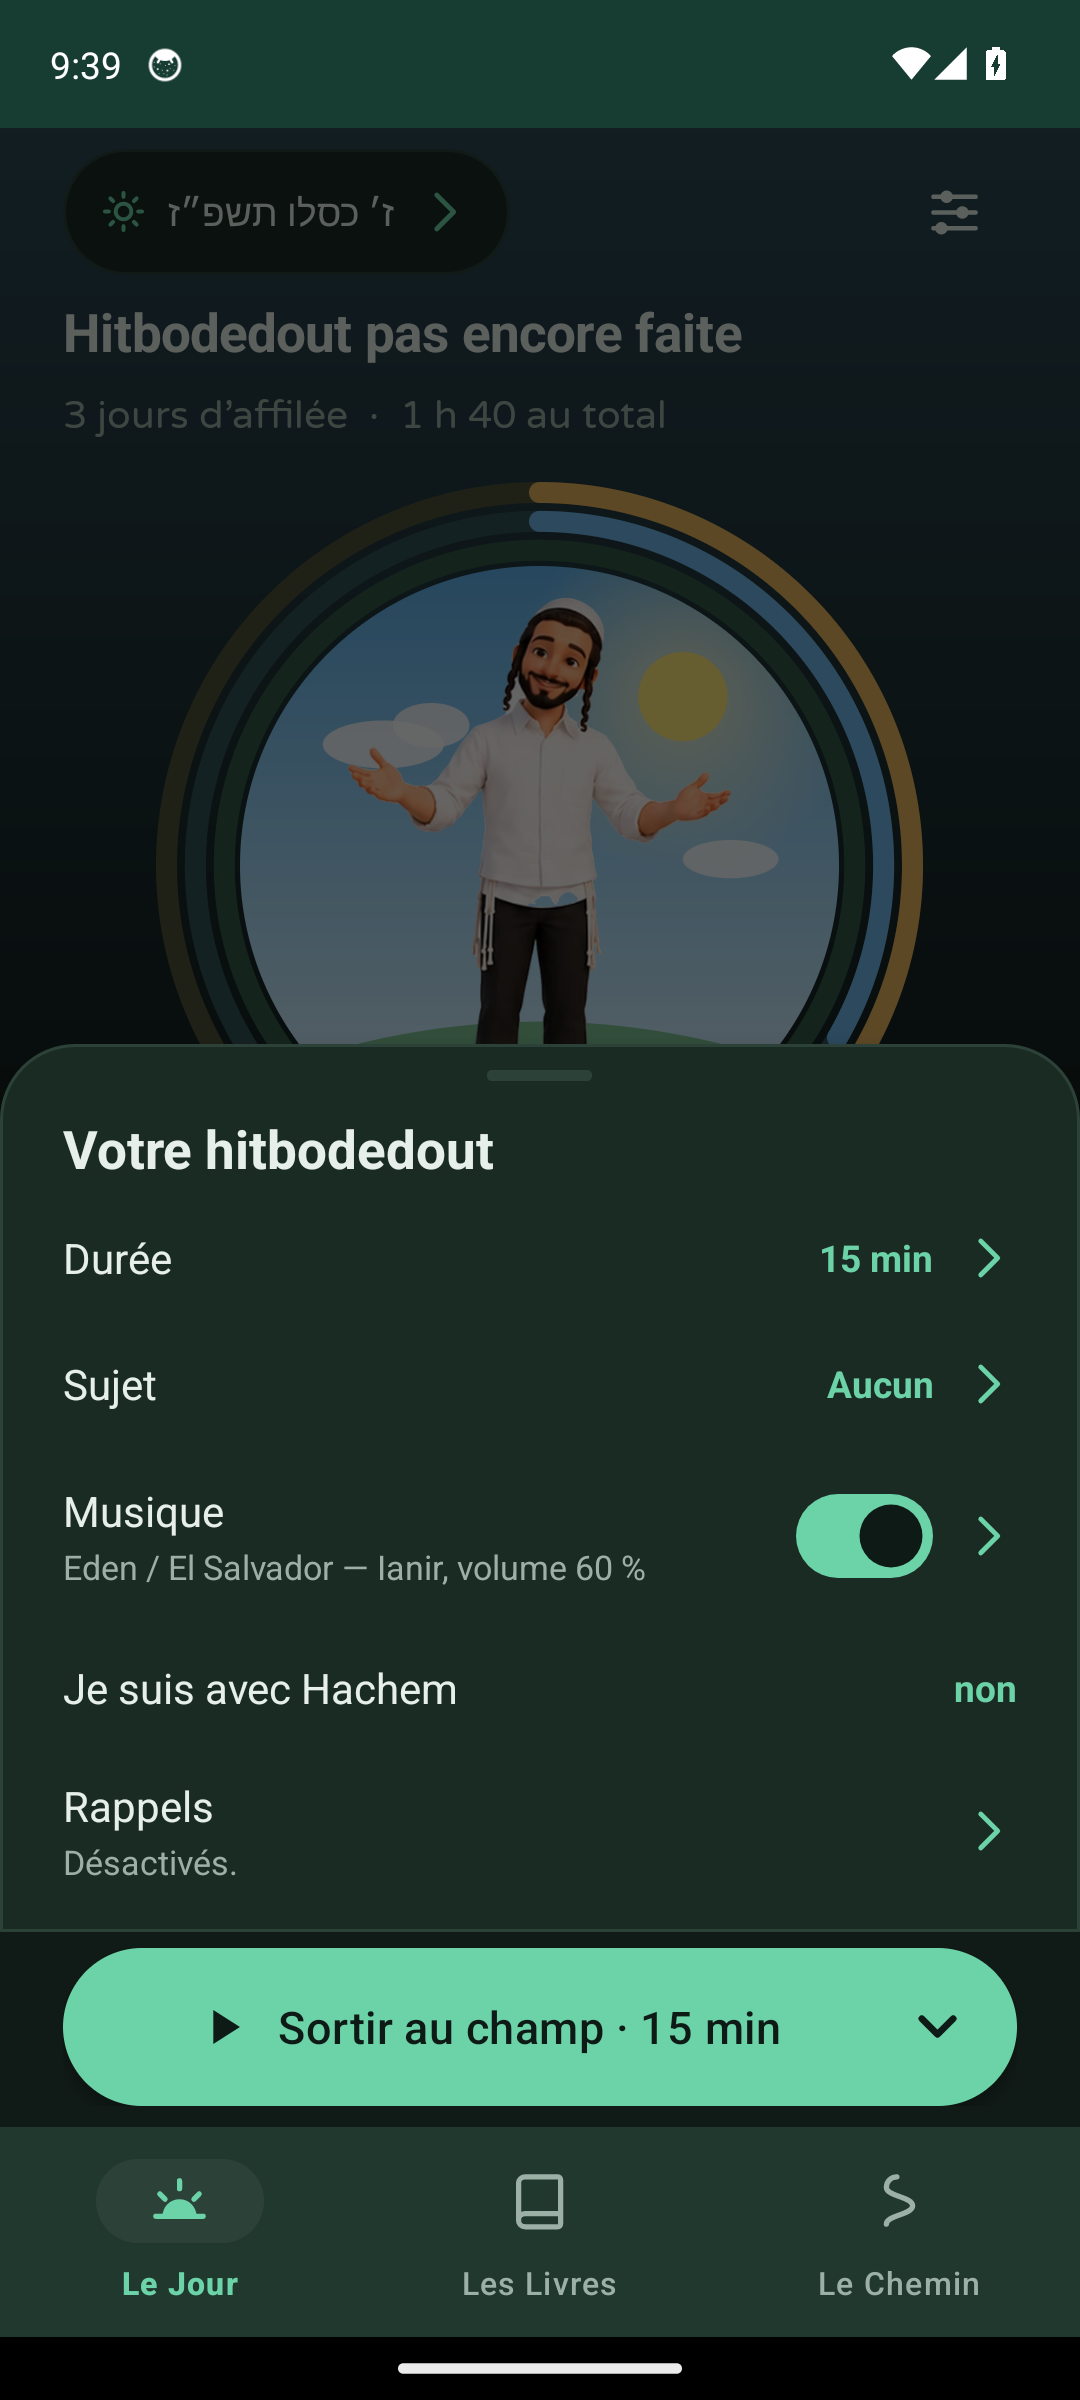 9:39
ז׳ כסלו תשפ״ז
Hitbodedout pas encore faite
3 jours d’affilée · 1 h 40 au total
Votre hitbodedout
Durée
15 min
Sujet
Aucun
Musique
Eden / El Salvador — Ianir, volume 60 %
Je suis avec Hachem
non
Rappels
Désactivés.
Sortir au champ · 15 min
Le Jour
Les Livres
Le Chemin